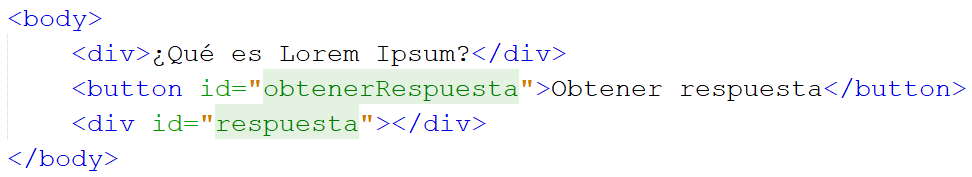 <body>
<div>¿Qué es Lorem Ipsum?</div>
<button id="obtenerRespuesta">Obtener respuesta</button>
<div id="respuesta"></div>
</body>